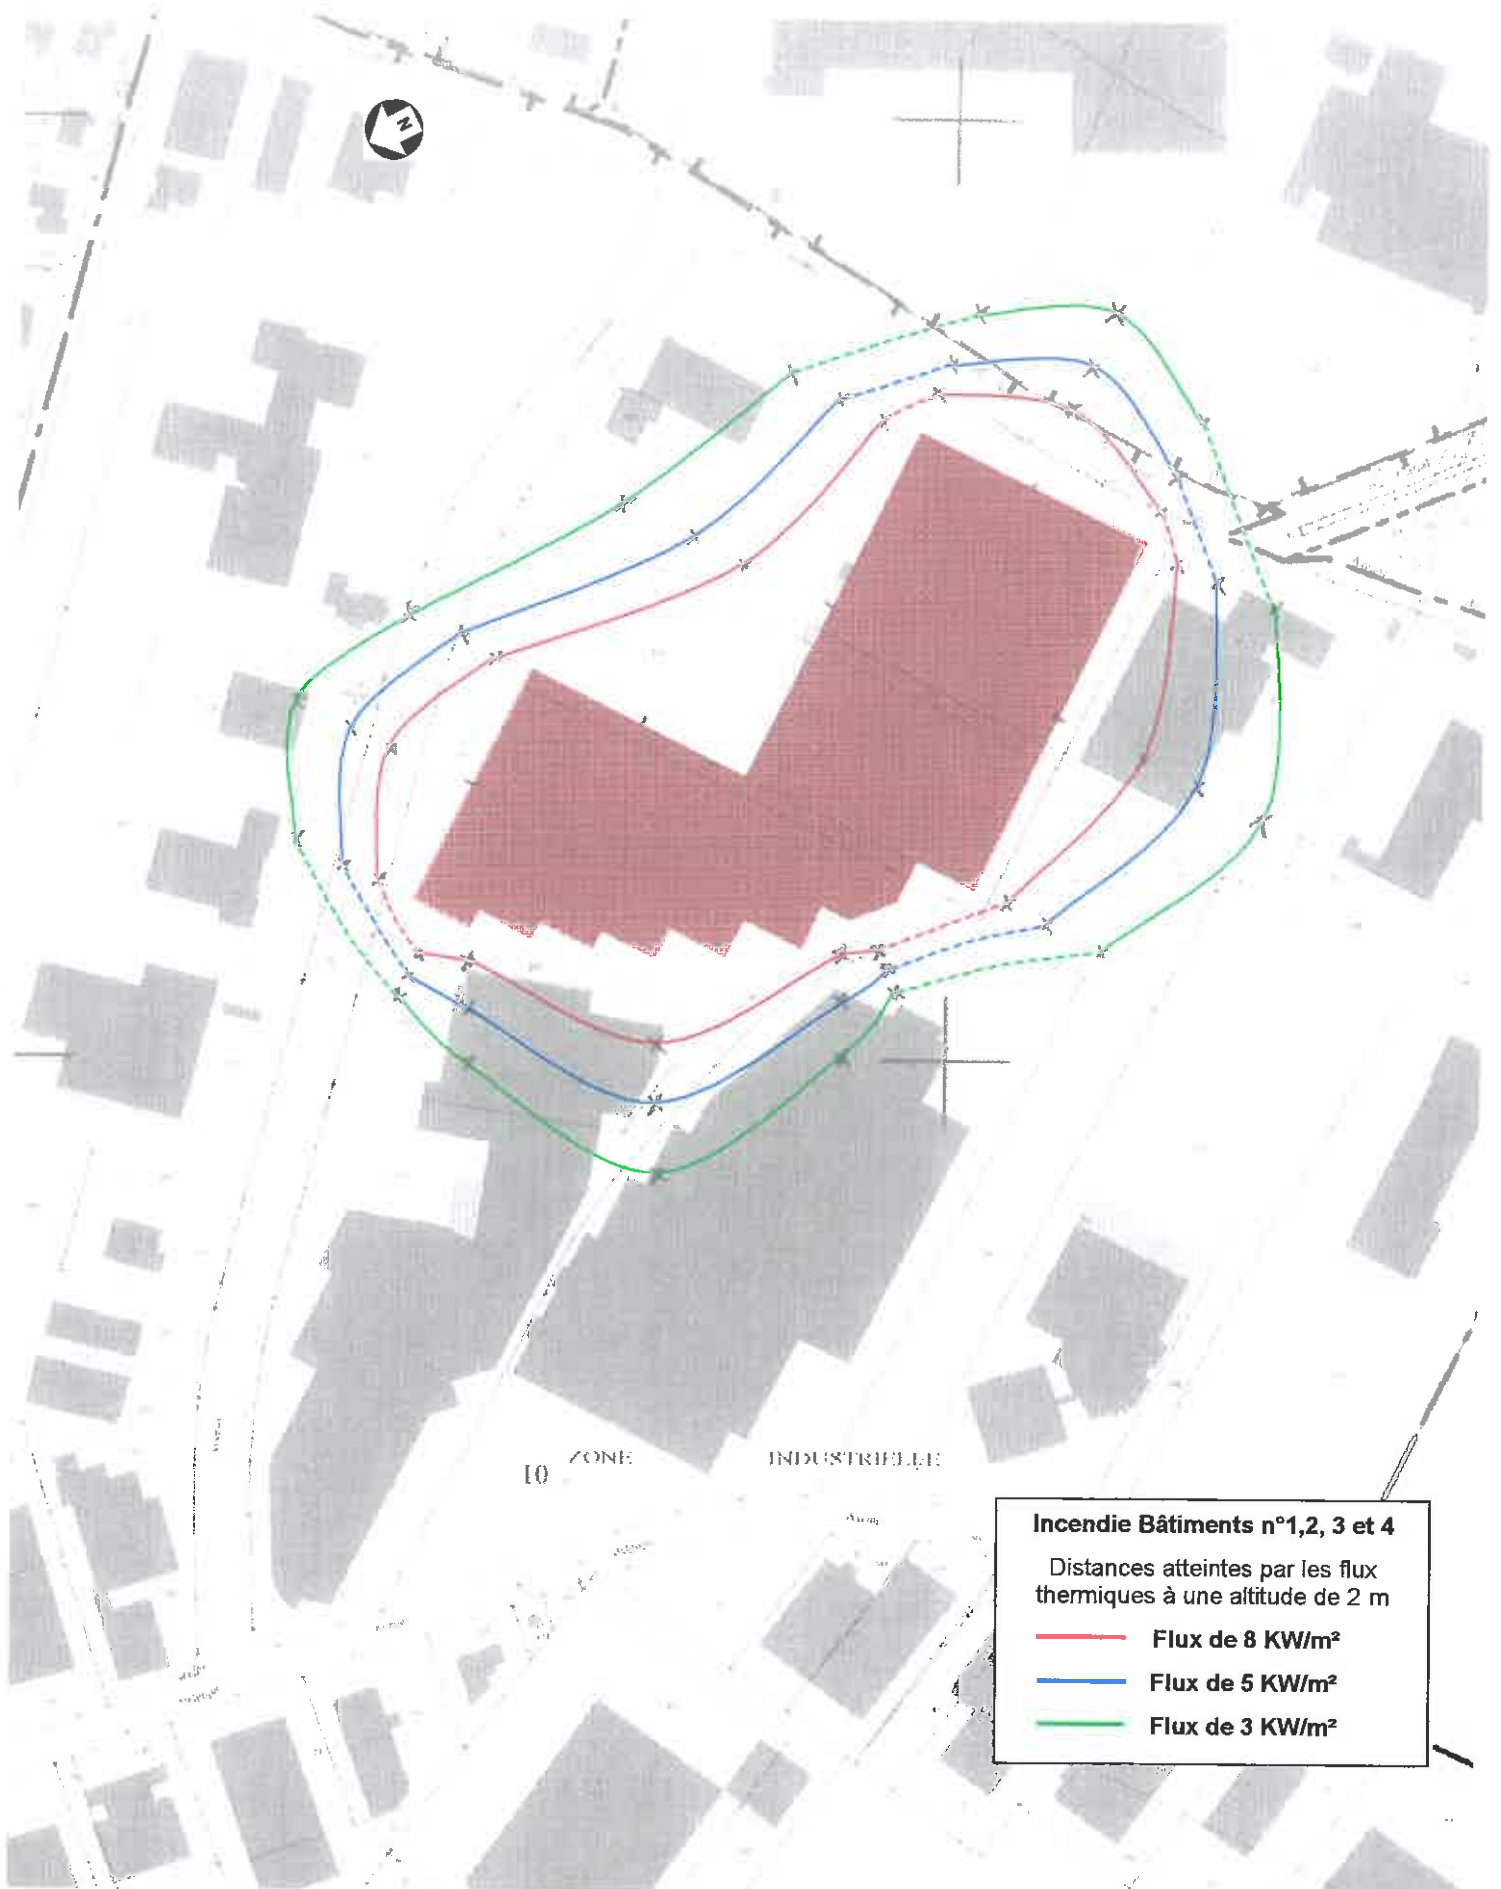 N
ZONE INDUSTRIELLE
10
Incendie Bâtiments n°1,2, 3 et 4
Distances atteintes par les flux
thermiques à une altitude de 2 m
Flux de 8 KW/m²
Flux de 5 KW/m²
Flux de 3 KW/m²